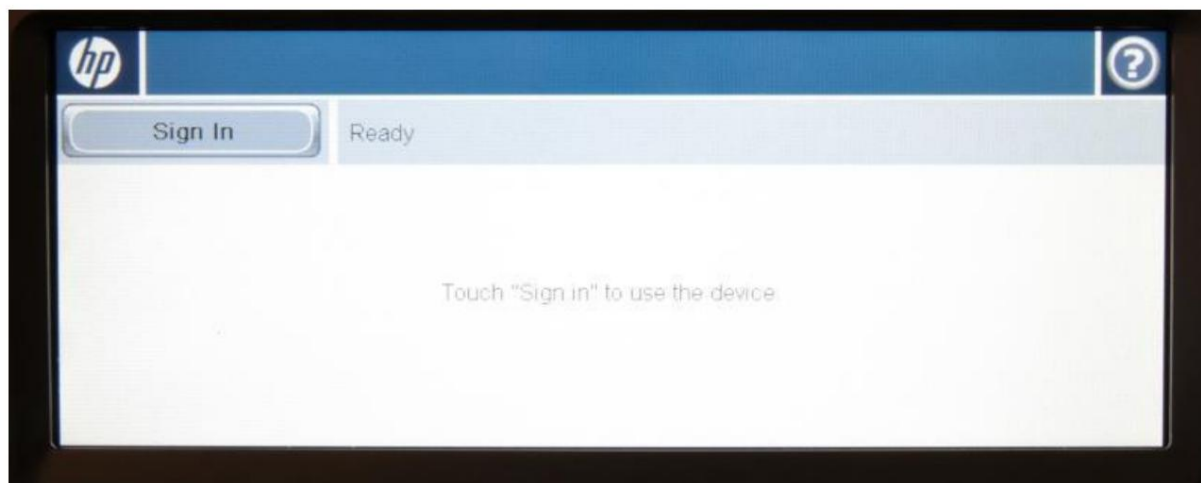 hp
?
Sign In
Ready
Touch "Sign in" to use the device.